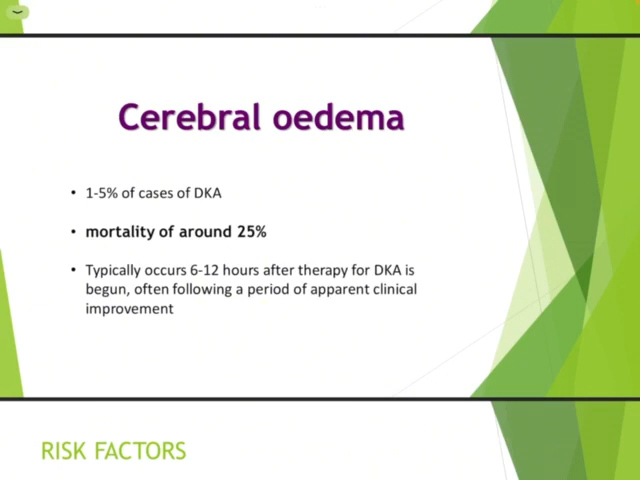 Cerebral oedema
• 1-5% of cases of DKA
• mortality of around 25%
• Typically occurs 6-12 hours after therapy for DKA is
begun, often following a period of apparent clinical
improvement
RISK FACTORS